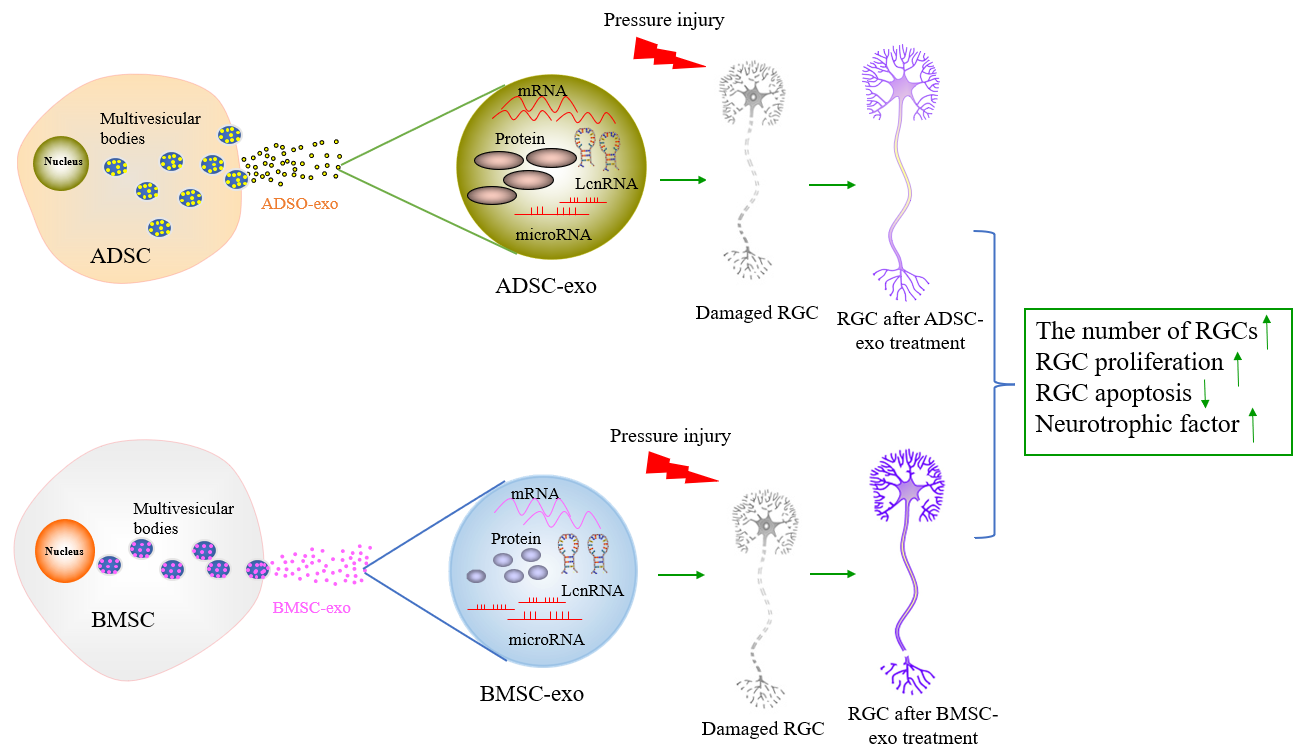 Pressure injury
mRNA
Multivesicular
bodies
Nucleus
Protein
LcnRNA
ADSO-exo
microRNA
ADSC
ADSC-exo
Damaged RGC
RGC after ADSC-
exo treatment
The number of RGCs ↑
RGC proliferation ↑
RGC apoptosis ↓
Neurotrophic factor ↑
Pressure injury
mRNA
Multivesicular
bodies
Nucleus
Protein
LcnRNA
BMSC-exo
BMSC
microRNA
BMSC-exo
Damaged RGC
RGC after BMSC-
exo treatment